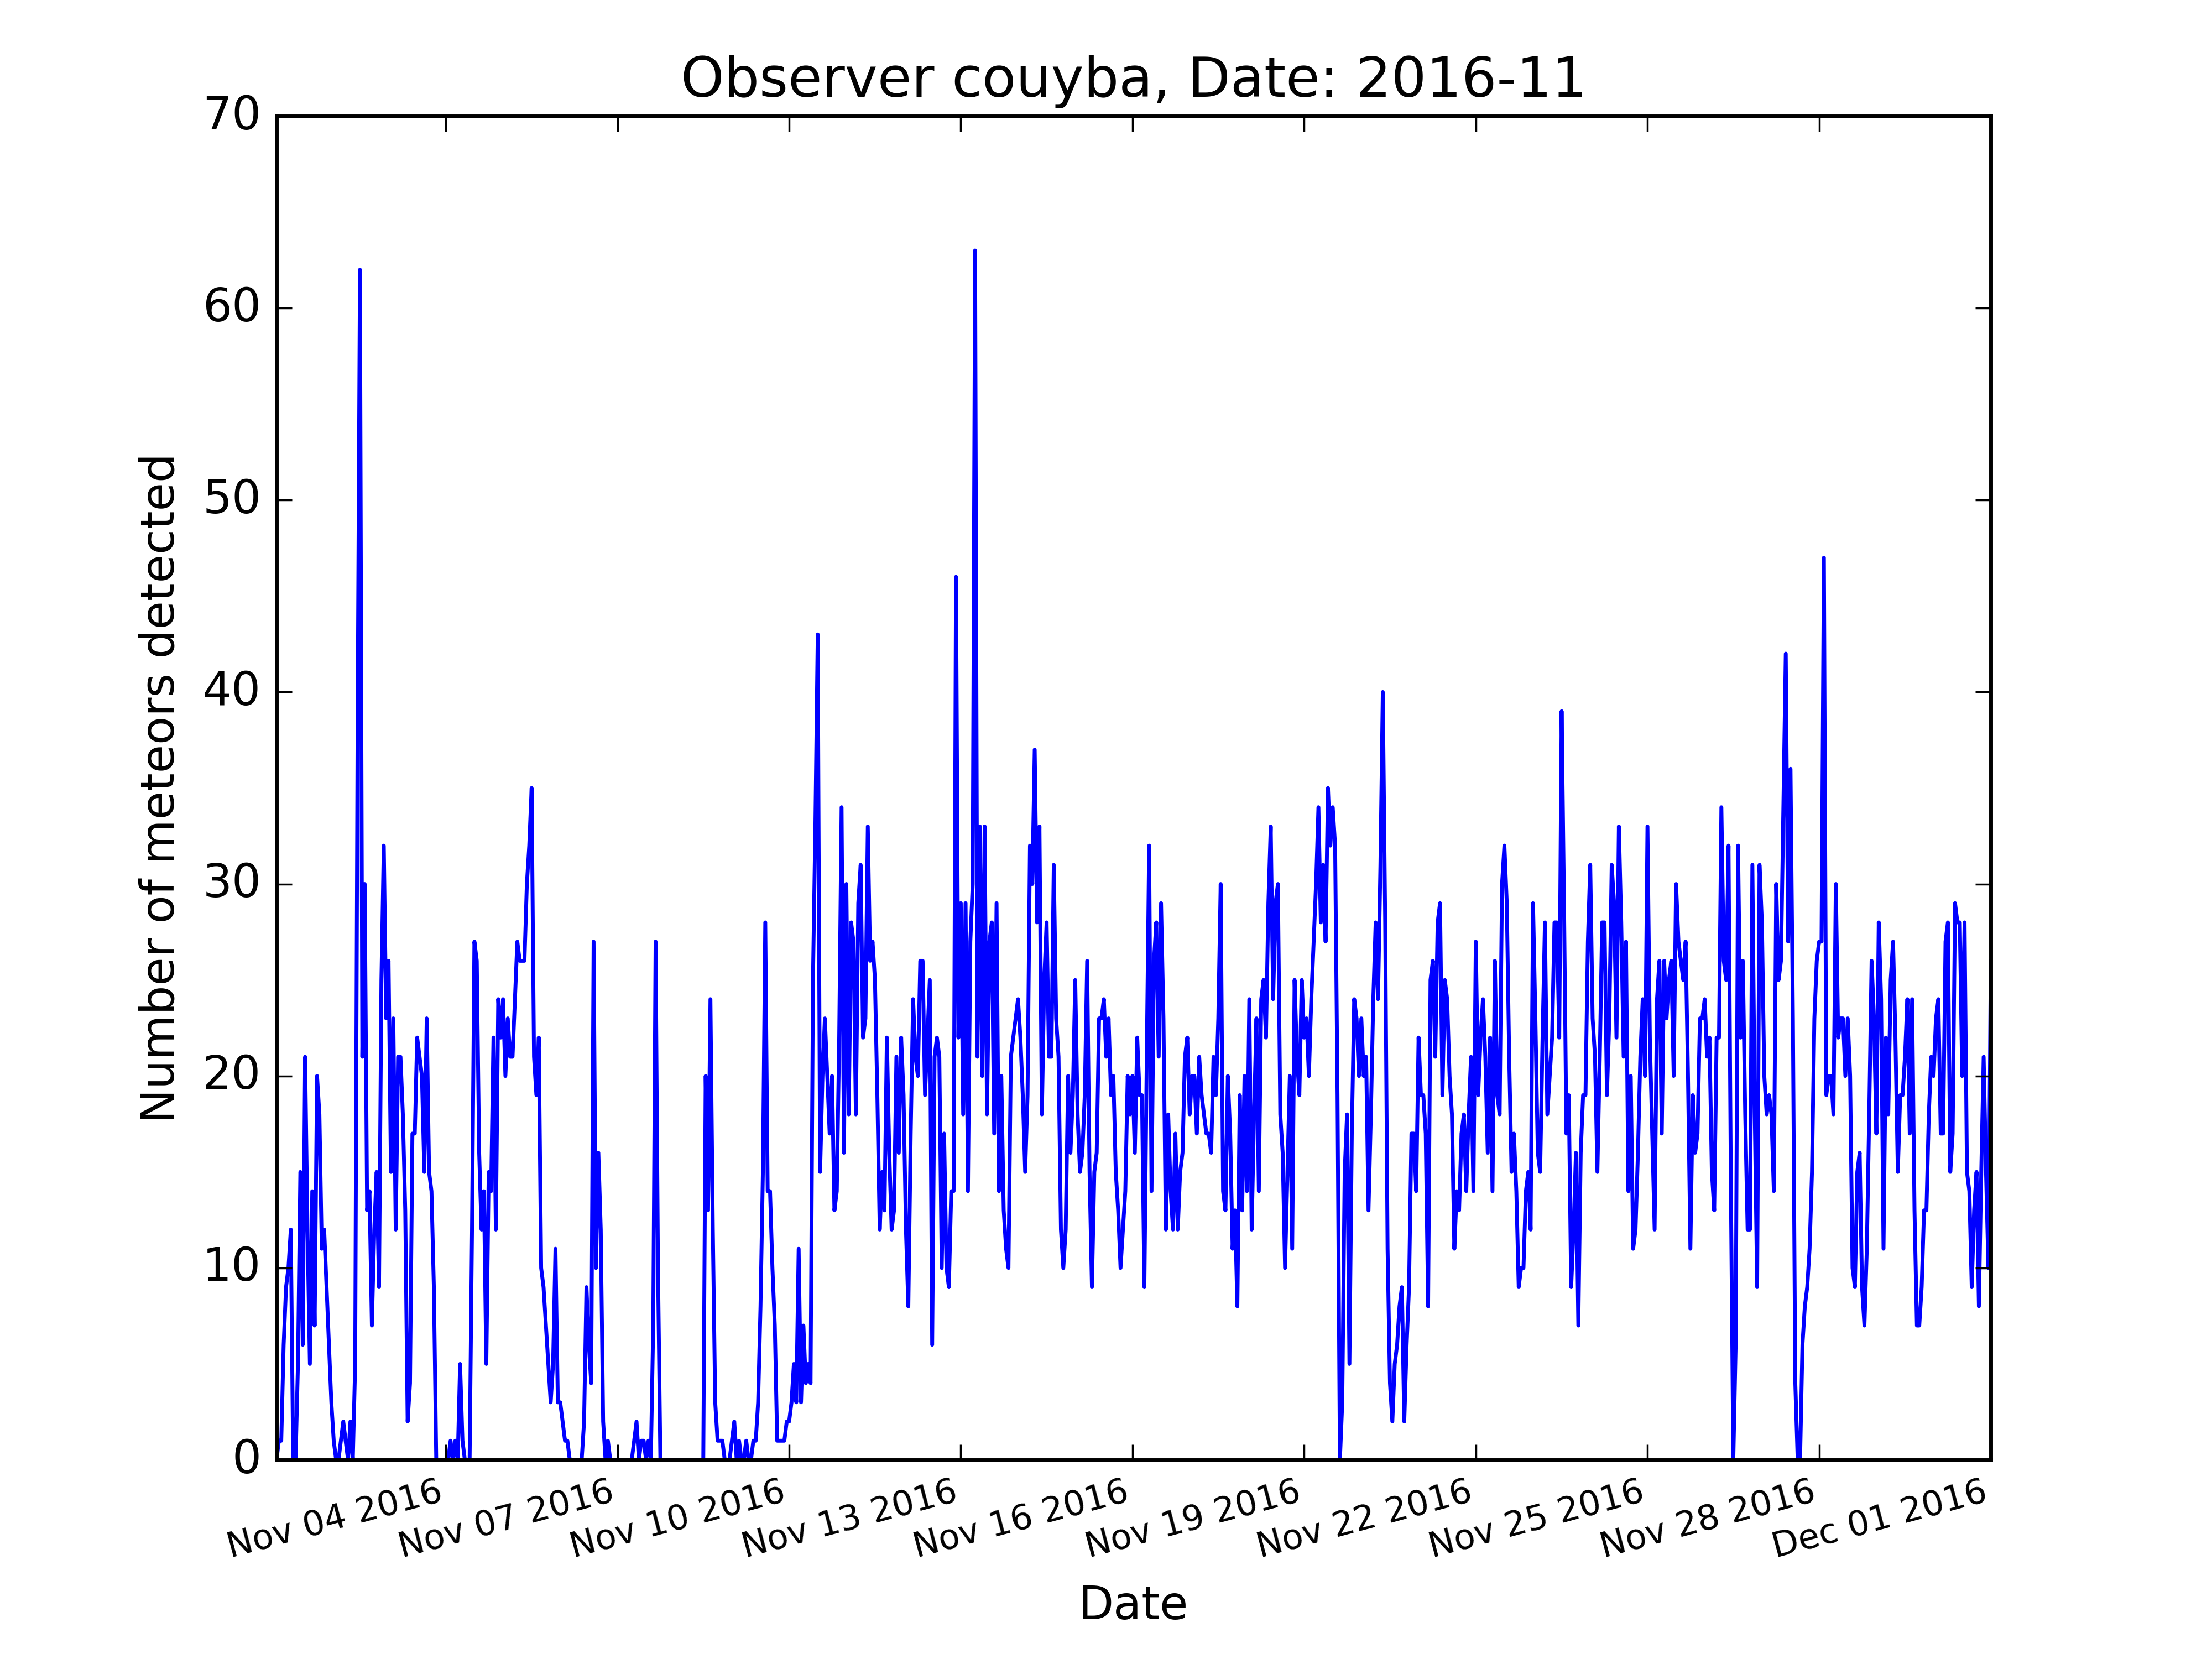 Observer couyba, Date: 2016-11
70
60
50
40
30
20
10
0
Number of meteors detected
Nov 04 2016
Nov 07 2016
Nov 10 2016
Nov 13 2016
Nov 16 2016
Nov 19 2016
Nov 22 2016
Nov 25 2016
Nov 28 2016
Dec 01 2016
Date